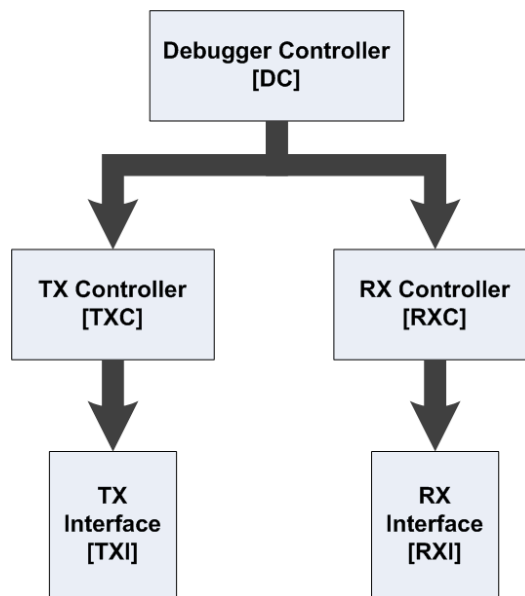 Debugger Controller
[DC]
TX Controller
[TXC]
RX Controller
[RXC]
TX
Interface
[TXI]
RX
Interface
[RXI]